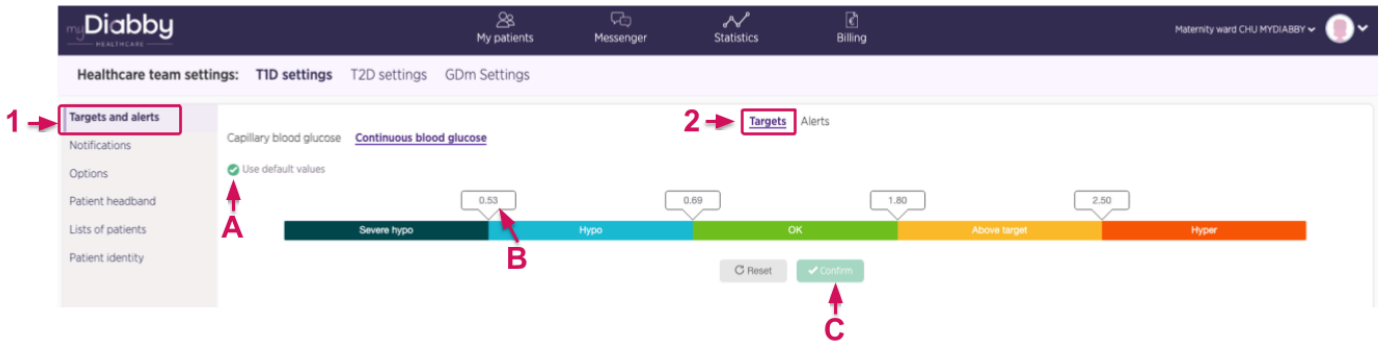 myDiabby
HEALTHCARE
My patients
Messenger
Statistics
Billing
Maternity ward CHU MYDIABBY
Healthcare team settings: T1D settings T2D settings GDm Settings
1
Targets and alerts
Notifications
Options
Patient headband
Lists of patients
Patient identity
2
Targets Alerts
Capillary blood glucose Continuous blood glucose
Use default values
A
0.53 0.69 1.80 2.50
Severe hypo Hypo OK Above target Hyper
B
Reset Confirm
C